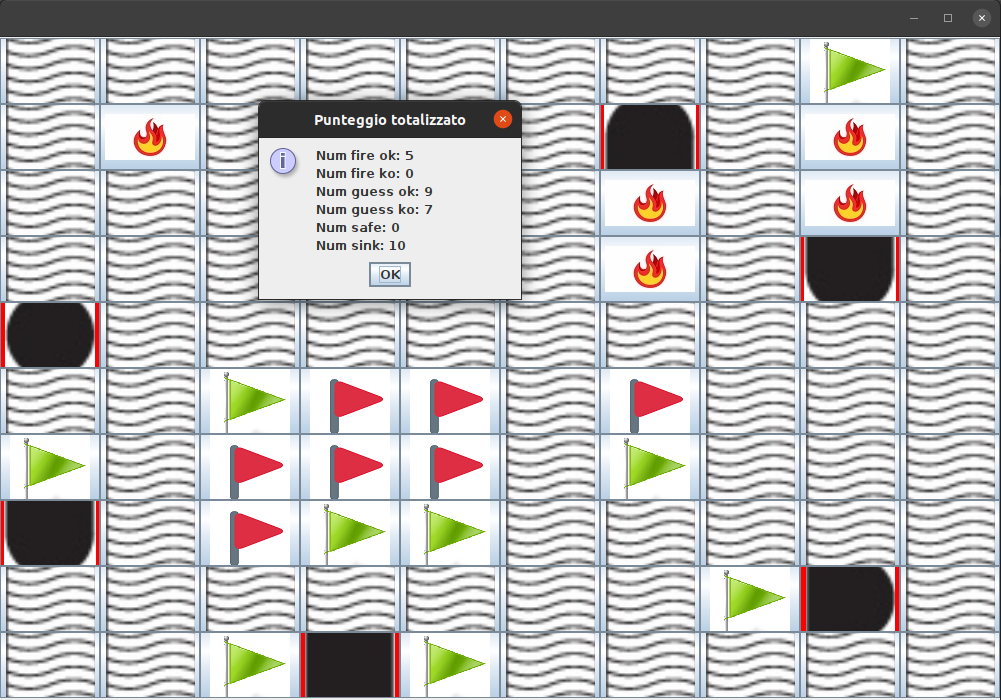 Punteggio totalizzato
Num fire ok: 5
Num fire ko: 0
Num guess ok: 9
Num guess ko: 7
Num safe: 0
Num sink: 10
OK